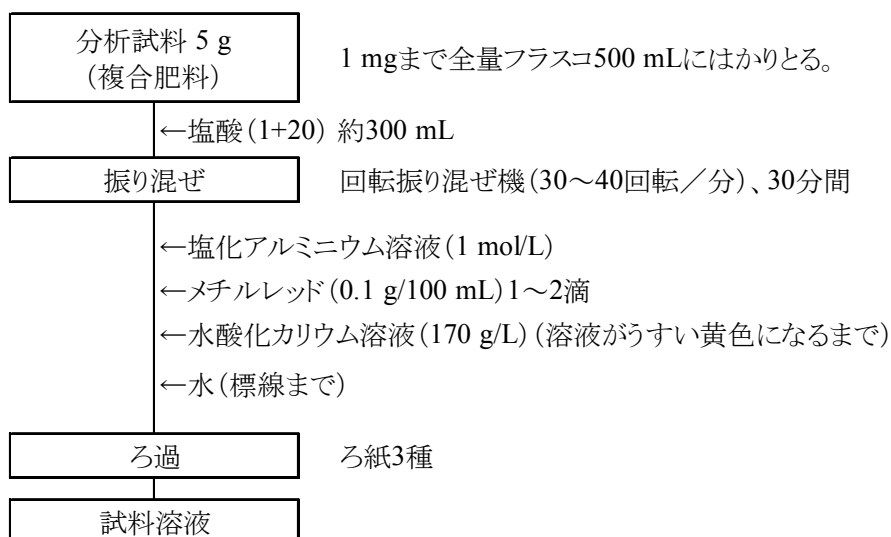 分析試料 5 g
（複合肥料）
1 mgまで全量フラスコ500 mLにはかりとる。
←塩酸（1+20） 約300 mL
振り混ぜ
回転振り混ぜ機（30～40回転／分）、30分間
←塩化アルミニウム溶液（1 mol/L）
←メチルレッド（0.1 g/100 mL）1～2滴
←水酸化カリウム溶液（170 g/L）（溶液がうすい黄色になるまで）
←水（標線まで）
ろ過
ろ紙3種
試料溶液